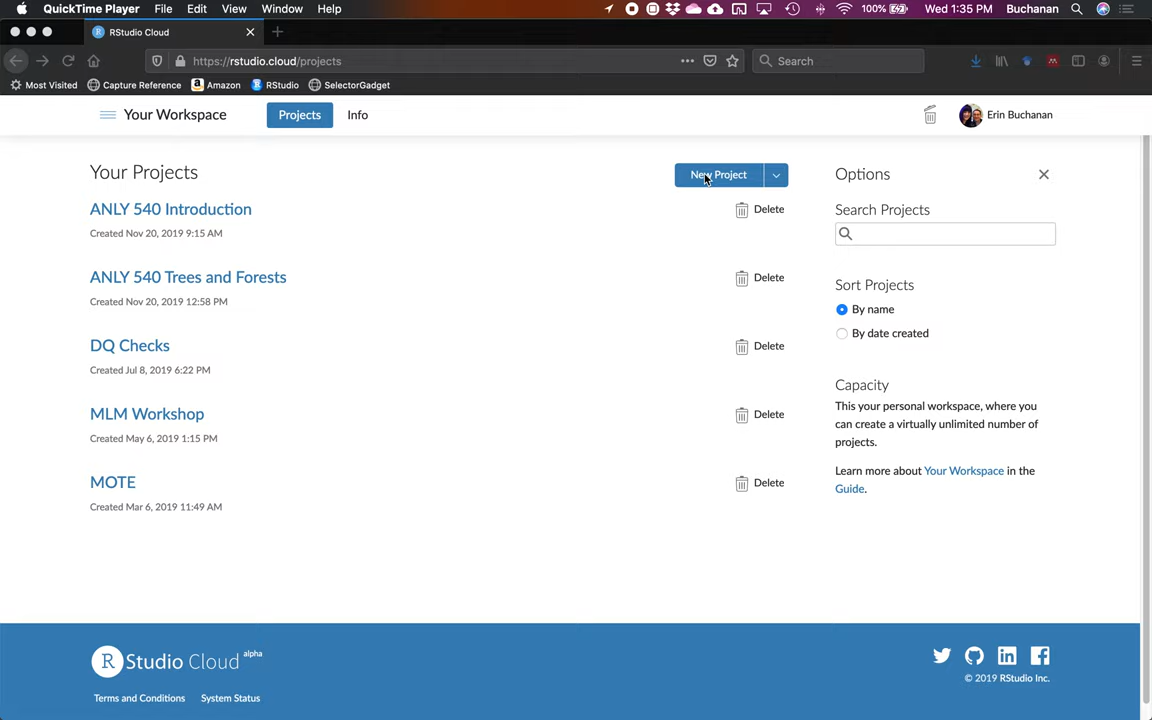 QuickTime Player File Edit View Window Help 100% Wed 1:35 PM Buchanan
RStudio Cloud
https://rstudio.cloud/projects Search
Most Visited Capture Reference Amazon RStudio SelectorGadget
Your Workspace Projects Info Erin Buchanan
Your Projects New Project Options
ANLY 540 Introduction Delete Search Projects
Created Nov 20, 2019 9:15 AM
ANLY 540 Trees and Forests Delete Sort Projects
Created Nov 20, 2019 12:58 PM By name
By date created
DQ Checks Delete
Created Jul 8, 2019 6:22 PM Capacity
This your personal workspace, where you
can create a virtually unlimited number of
projects.
MLM Workshop Delete
Created May 6, 2019 1:15 PM
Learn more about Your Workspace in the
Guide.
MOTE Delete
Created Mar 6, 2019 11:49 AM
R Studio Cloud alpha
© 2019 RStudio Inc.
Terms and Conditions System Status